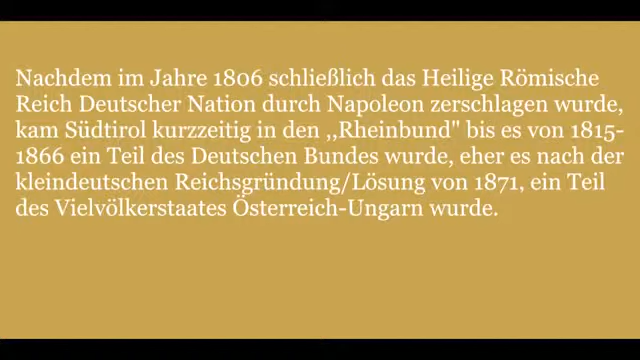 Nachdem im Jahre 1806 schließlich das Heilige Römische
Reich Deutscher Nation durch Napoleon zerschlagen wurde,
kam Südtirol kurzzeitig in den ,,Rheinbund" bis es von 1815-
1866 ein Teil des Deutschen Bundes wurde, eher es nach der
kleindeutschen Reichsgründung/Lösung von 1871, ein Teil
des Vielvölkerstaates Österreich-Ungarn wurde.